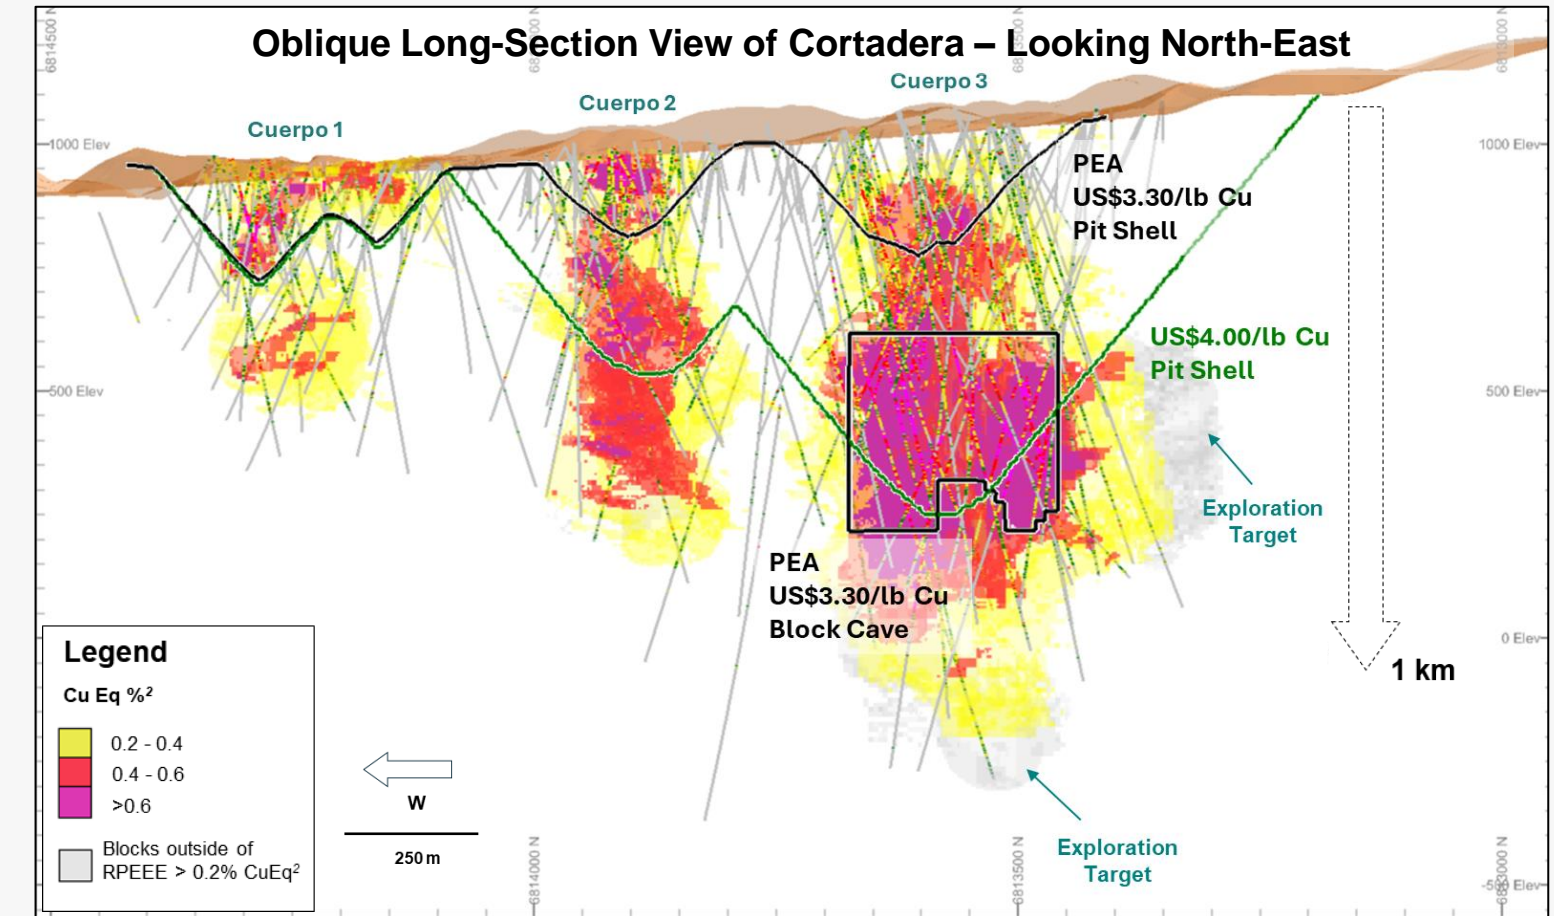 Oblique Long-Section View of Cortadera – Looking North-East
6814500 N
6813500 N
6813000 N
Cuerpo 1
Cuerpo 2
Cuerpo 3
1000 Elev
1000 Elev
PEA
US$3.30/lb Cu
Pit Shell
US$4.00/lb Cu
Pit Shell
500 Elev
500 Elev
Exploration
Target
PEA
US$3.30/lb Cu
Block Cave
0 Elev
1 km
Legend
Cu Eq %²
0.2 - 0.4
0.4 - 0.6
>0.6
Blocks outside of
RPEEE > 0.2% CuEq²
W
250 m
Exploration
Target
6814000 N
6813500 N
6813000 N
-500 Elev